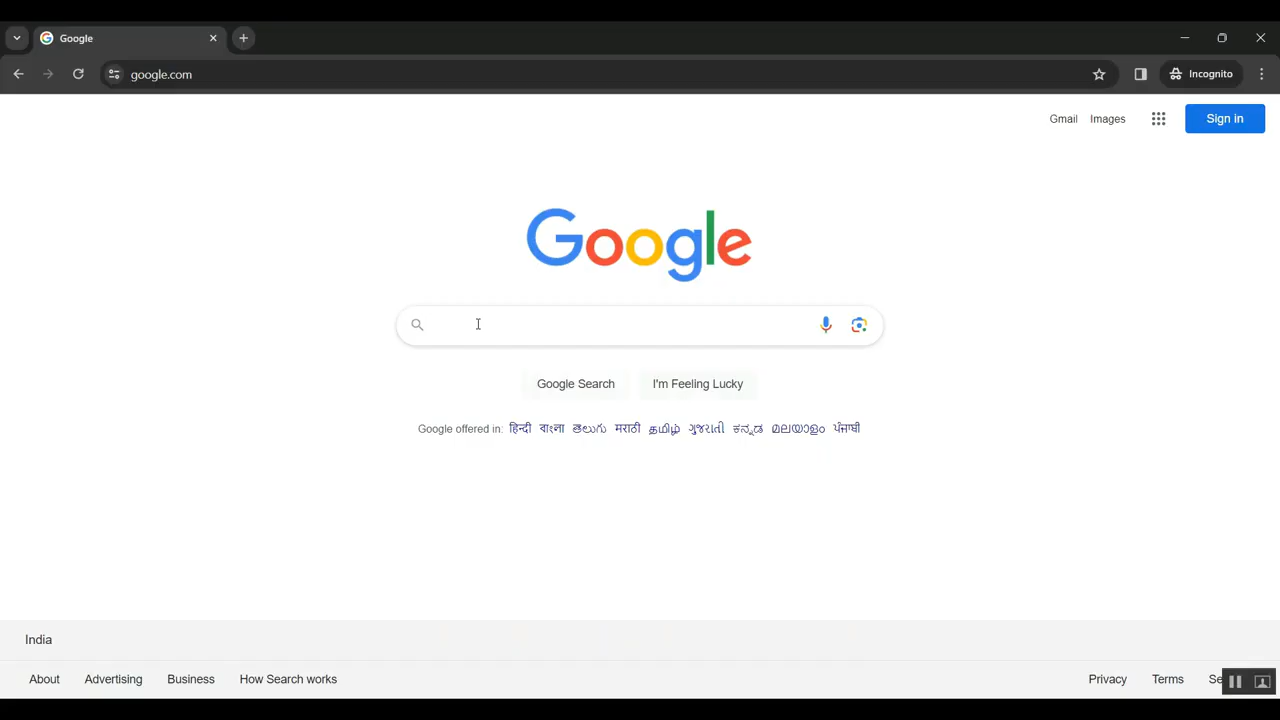 Google
google.com
Incognito
Gmail Images Sign in
Google
Google Search I'm Feeling Lucky
Google offered in: हिन्दी বাংলা తెలుగు मराठी தமிழ் ગુજરાતી ಕನ್ನಡ മലയാളം ਪੰਜਾਬੀ
India
About Advertising Business How Search works Privacy Terms Se